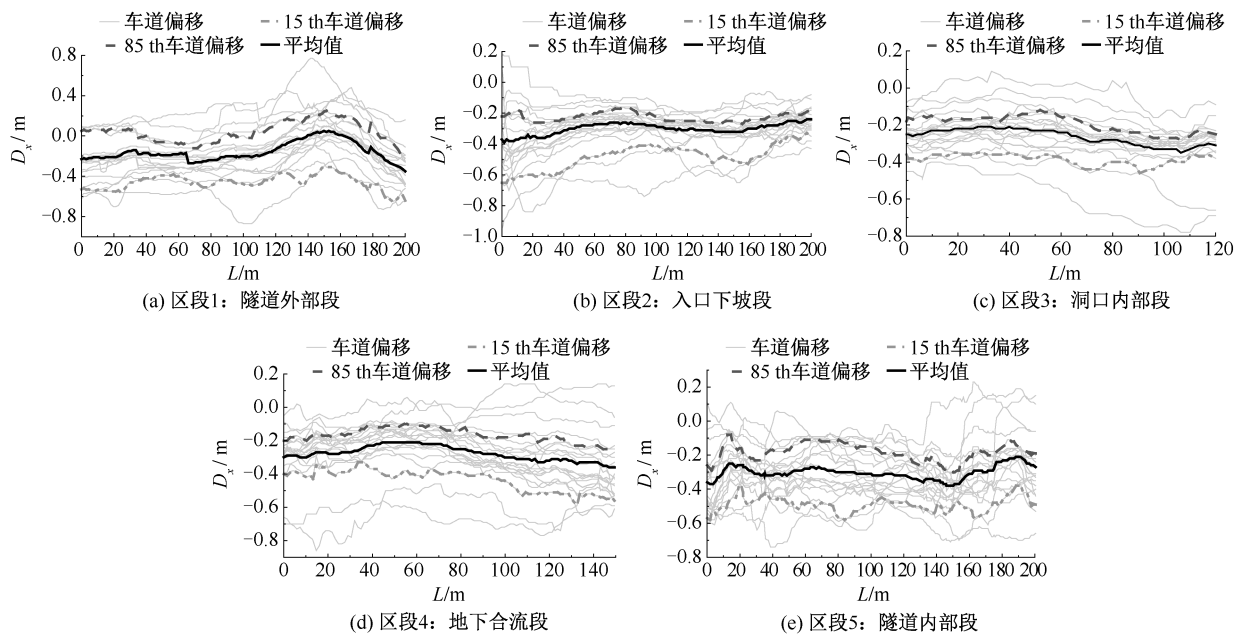 车道偏移 15 th车道偏移
85 th车道偏移 平均值
0.8
0.4
0.0
−0.4
−0.8
Dx/ m
0 20 40 60 80 100 120 140 160 180 200
L/m
(a) 区段1：隧道外部段
车道偏移 15 th车道偏移
85 th车道偏移 平均值
0.2
0.0
−0.2
−0.4
−0.6
−0.8
−1.0
Dx/ m
0 20 40 60 80 100 120 140 160 180 200
L/m
(b) 区段2：入口下坡段
车道偏移 15 th车道偏移
85 th车道偏移 平均值
0.2
0.0
−0.2
−0.4
−0.6
−0.8
Dx/ m
0 20 40 60 80 100 120
L/m
(c) 区段3：洞口内部段
车道偏移 15 th车道偏移
85 th车道偏移 平均值
0.2
0.0
−0.2
−0.4
−0.6
−0.8
Dx/ m
0 20 40 60 80 100 120 140
L/m
(d) 区段4：地下合流段
车道偏移 15 th车道偏移
85 th车道偏移 平均值
0.2
0.0
−0.2
−0.4
−0.6
−0.8
Dx/ m
0 20 40 60 80 100 120 140 160 180 200
L/m
(e) 区段5：隧道内部段